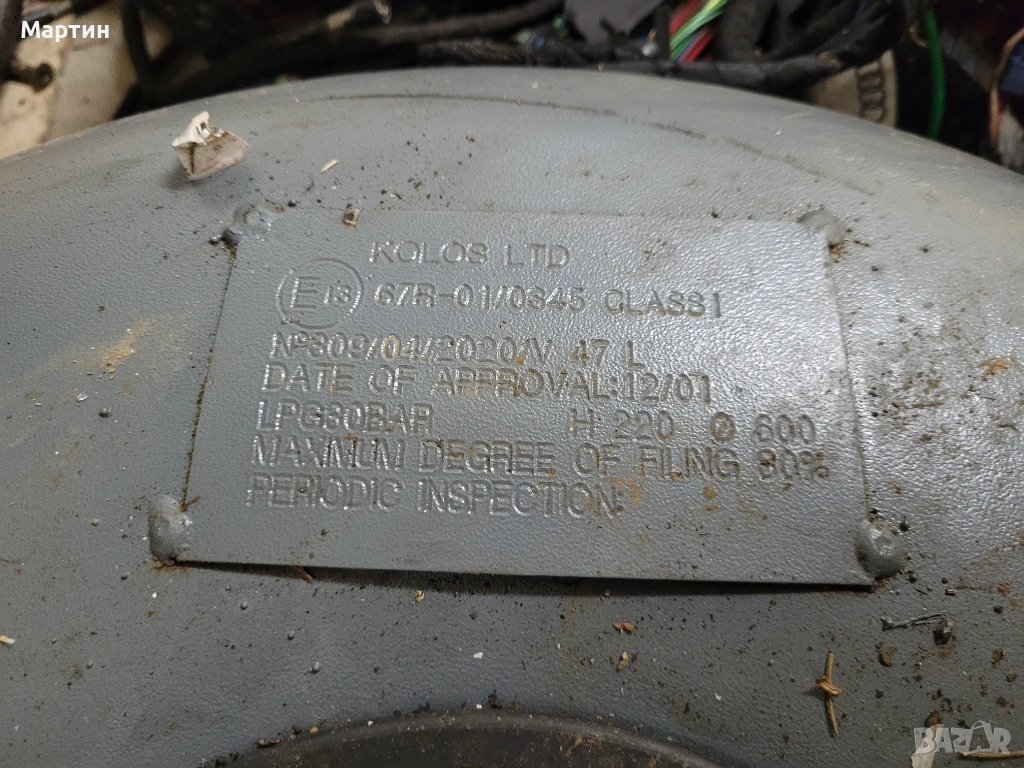 Мартин
KOLOS LTD
E13 67R-01/0345 CLASS1
№309/04/2020/V 47 L
DATE OF APPROVAL:12/01
LPG30BAR H 220 Ø 600
MAXIMUM DEGREE OF FILING 80%
PERIODIC INSPECTION:
BAZAR